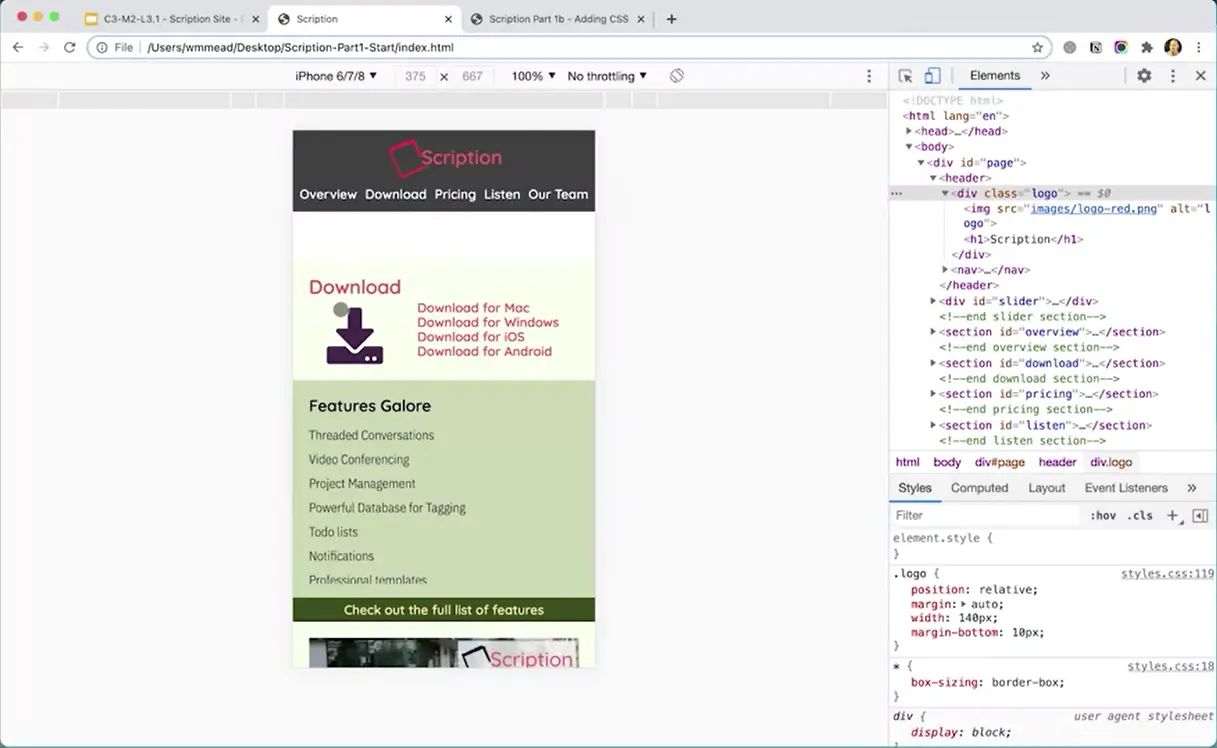 C3-M2-L3.1 - Scription Site -
Scription
Scription Part 1b - Adding CSS
File /Users/wmmead/Desktop/Scription-Part1-Start/index.html
iPhone 6/7/8 ▼ 375 × 667 100% ▼ No throttling ▼
Elements »
Scription
Overview Download Pricing Listen Our Team
Download
Download for Mac
Download for Windows
Download for iOS
Download for Android
Features Galore
Threaded Conversations
Video Conferencing
Project Management
Powerful Database for Tagging
Todo lists
Notifications
Professional templates
Check out the full list of features
Scription
<!DOCTYPE html>
<html lang="en">
▶<head>…</head>
▼<body>
▼<div id="page">
▼<header>
▼<div class="logo"> == $0
<img src="images/logo-red.png" alt="l
ogo">
<h1>Scription</h1>
</div>
▶<nav>…</nav>
</header>
▶<div id="slider">…</div>
<!--end slider section-->
▶<section id="overview">…</section>
<!--end overview section-->
▶<section id="download">…</section>
<!--end download section-->
▶<section id="pricing">…</section>
<!--end pricing section-->
▶<section id="listen">…</section>
<!--end listen section-->
html body div#page header div.logo
Styles Computed Layout Event Listeners »
Filter :hov .cls +
element.style {
}
.logo { styles.css:119
position: relative;
margin:▶ auto;
width: 140px;
margin-bottom: 10px;
}
* { styles.css:18
box-sizing: border-box;
}
div { user agent stylesheet
display: block;